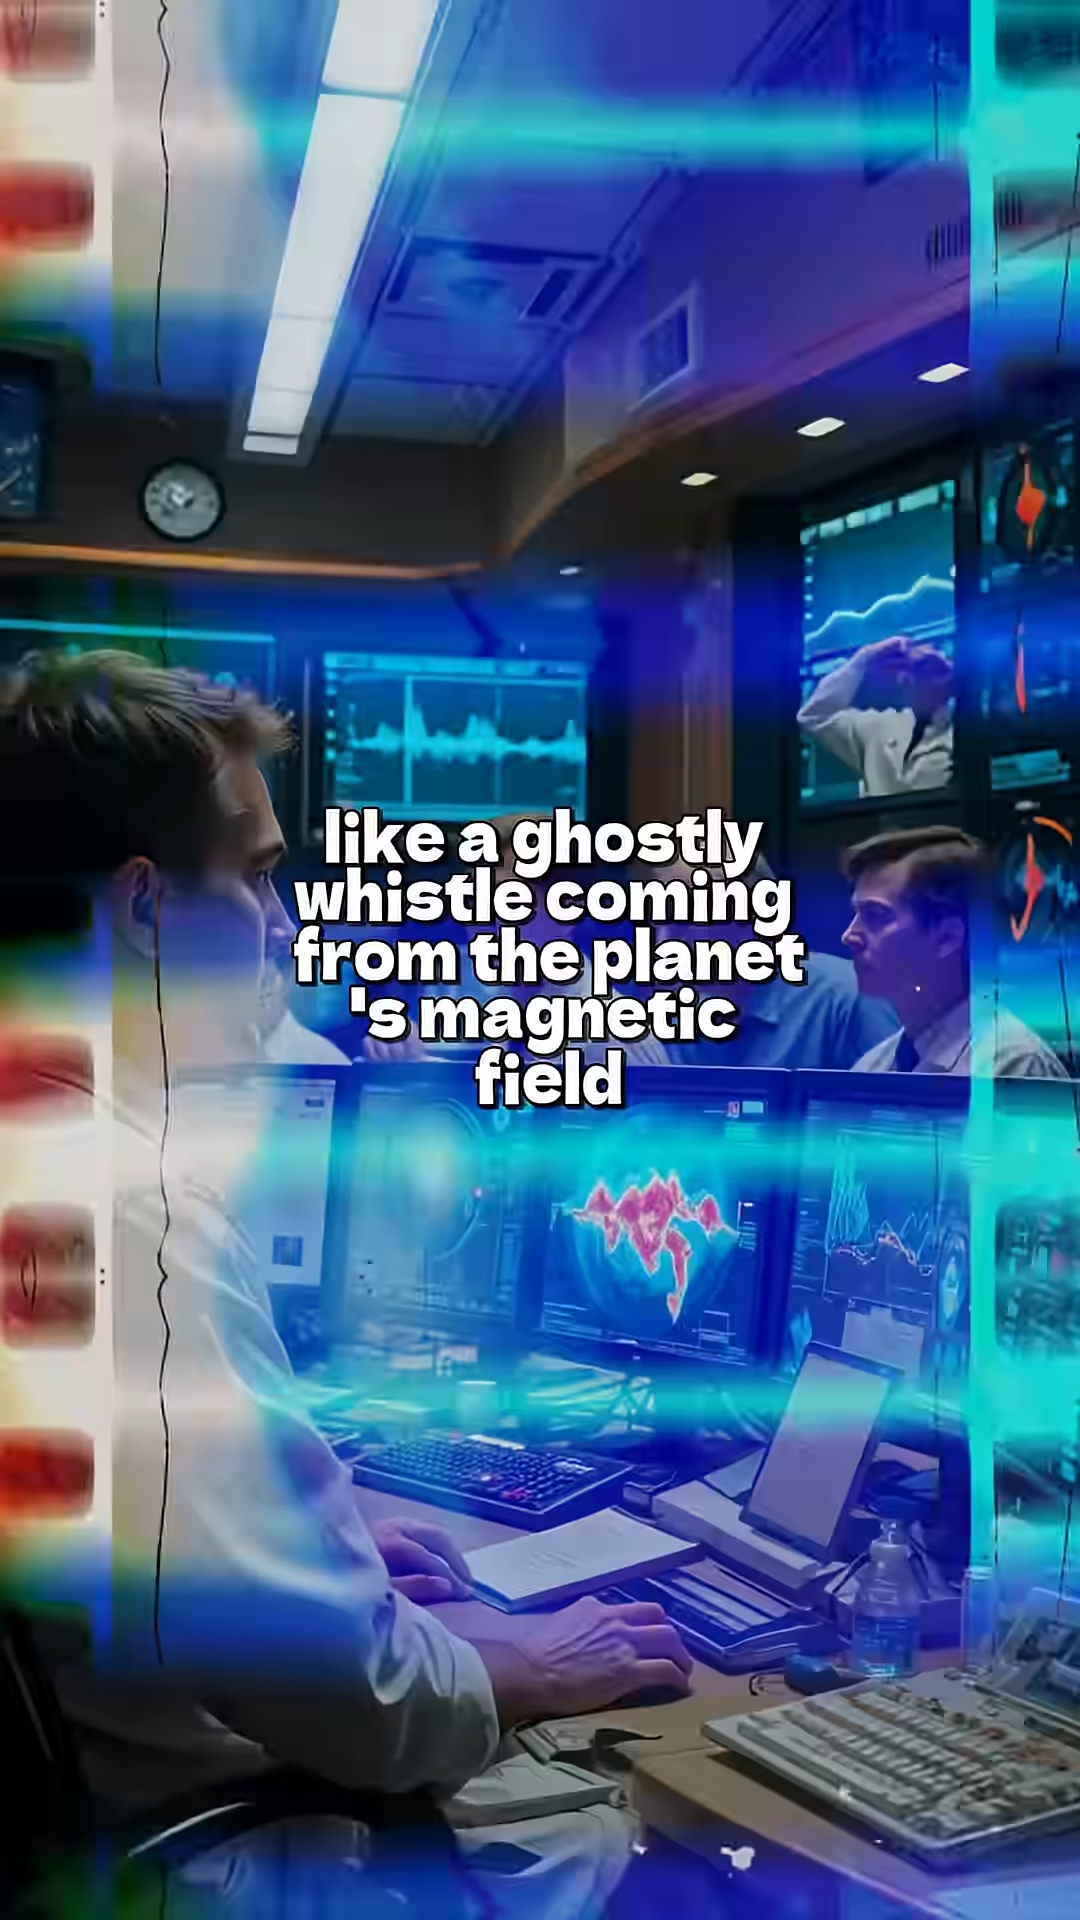 like a ghostly
whistle coming
from the planet
's magnetic
field